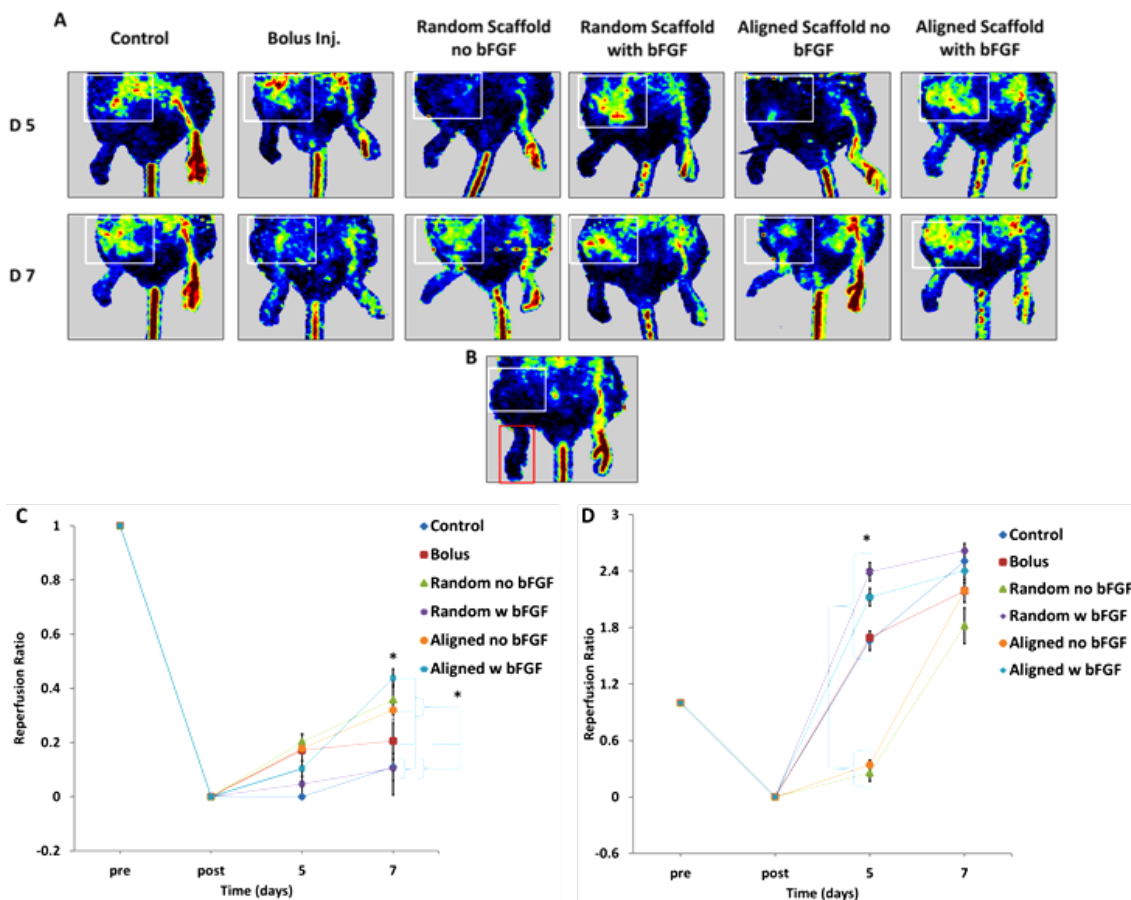 A
Control
Bolus Inj.
Random Scaffold
no bFGF
Random Scaffold
with bFGF
Aligned Scaffold no
bFGF
Aligned Scaffold
with bFGF
D 5
D 7
B
C
1
0.8
0.6
0.4
0.2
0
-0.2
Reperfusion Ratio
pre
post
5
7
Time (days)
*
*
Control
Bolus
Random no bFGF
Random w bFGF
Aligned no bFGF
Aligned w bFGF
D
3
2.4
1.8
1.2
0.6
0
-0.6
Reperfusion Ratio
pre
post
5
7
Time (days)
*
Control
Bolus
Random no bFGF
Random w bFGF
Aligned no bFGF
Aligned w bFGF